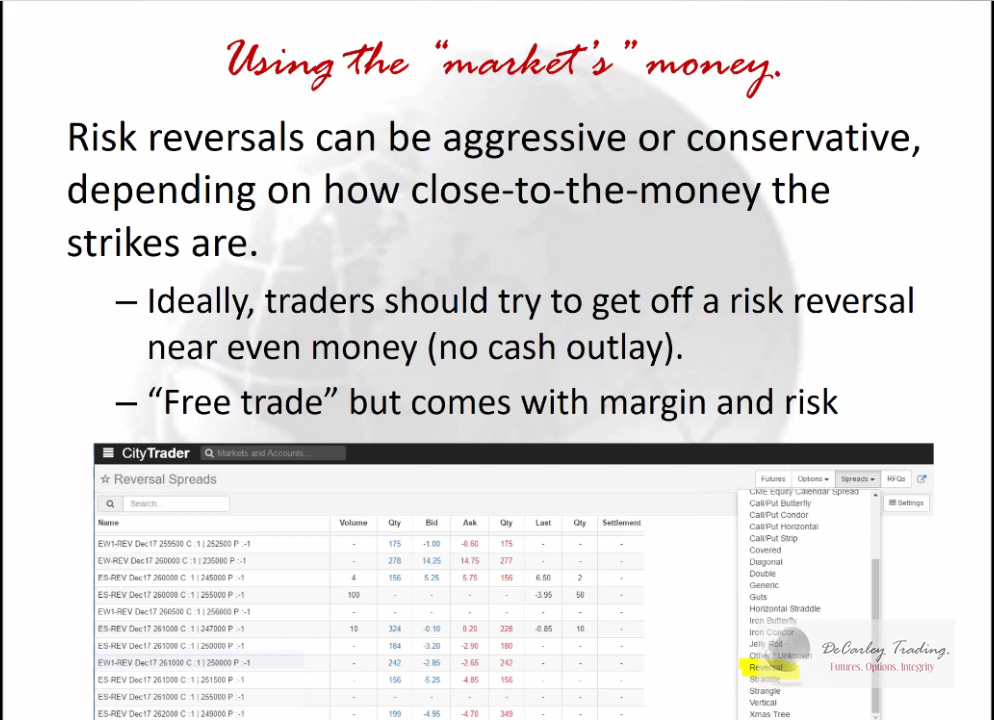 Using the “market’s” money.
Risk reversals can be aggressive or conservative,
depending on how close-to-the-money the
strikes are.
– Ideally, traders should try to get off a risk reversal
near even money (no cash outlay).
– “Free trade” but comes with margin and risk
CityTrader Markets and Accounts...
Reversal Spreads Futures Options Spreads RFQs
Search... Settings
Name Volume Qty Bid Ask Qty Last Qty Settlement
EW1-REV Dec17 259500 C :1 | 252500 P :-1 - 175 -1.00 -0.60 175 - - -
EW-REV Dec17 260000 C :1 | 235000 P :-1 - 278 14.25 14.75 277 - - -
ES-REV Dec17 260000 C :1 | 245000 P :-1 4 156 5.25 5.75 156 6.50 2 -
ES-REV Dec17 260000 C :1 | 255000 P :-1 100 - - - - -3.95 50 -
EW1-REV Dec17 260500 C :1 | 256000 P :-1 - - - - - - - -
ES-REV Dec17 261000 C :1 | 247000 P :-1 10 324 -0.10 0.20 228 -0.85 10 -
ES-REV Dec17 261000 C :1 | 250000 P :-1 - 184 -3.20 -2.90 180 - - -
EW1-REV Dec17 261000 C :1 | 250000 P :-1 - 242 -2.85 -2.65 242 - - -
ES-REV Dec17 261000 C :1 | 251500 P :-1 - 156 -5.25 -4.85 156 - - -
ES-REV Dec17 261000 C :1 | 255000 P :-1 - - - - - - - -
ES-REV Dec17 262000 C :1 | 249000 P :-1 - 199 -4.95 -4.70 349 - - -
CME Equity Calendar Spread
Call/Put Butterfly
Call/Put Condor
Call/Put Horizontal
Call/Put Strip
Covered
Diagonal
Double
Generic
Guts
Horizontal Straddle
Iron Butterfly
Iron Condor
Jelly Roll
Other / Unknown
Reversal
Straddle
Strangle
Vertical
Xmas Tree
DeCarley Trading.
Futures, Options, Integrity